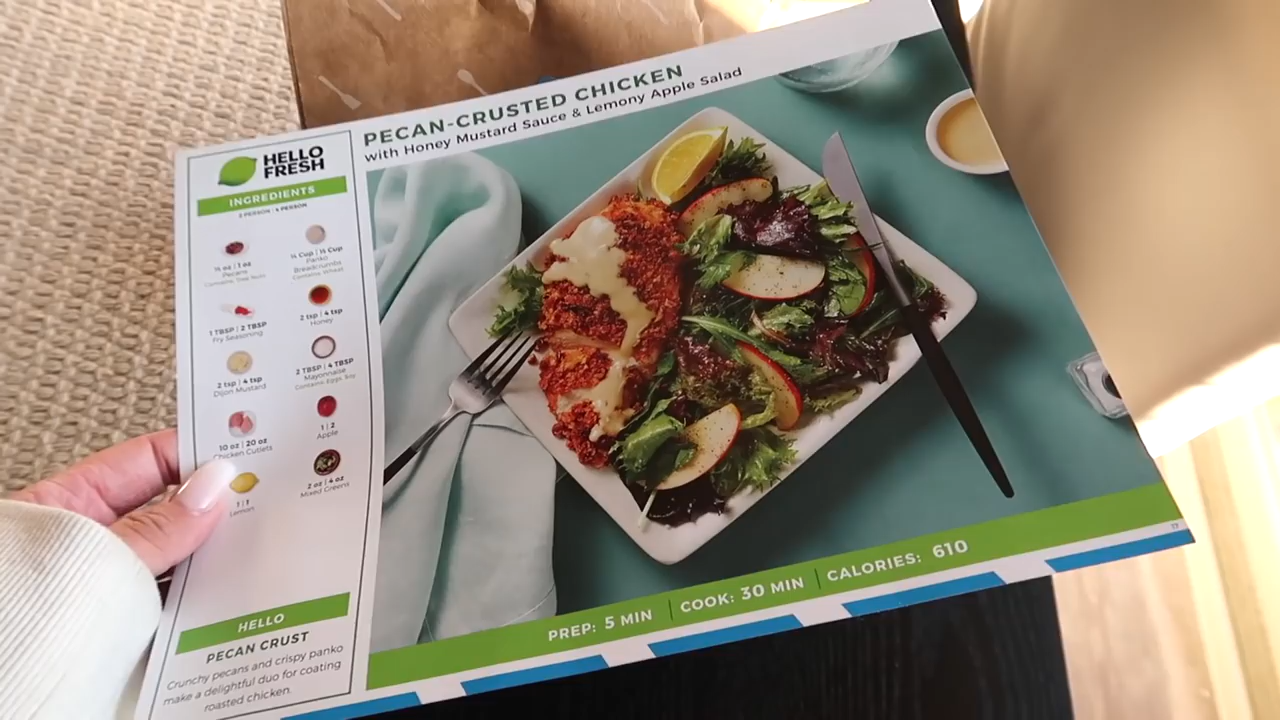 PECAN-CRUSTED CHICKEN
with Honey Mustard Sauce & Lemony Apple Salad
HELLO
FRESH
INGREDIENTS
2 PERSON | 4 PERSON
½ oz | 1 oz
Pecans
Contains: Tree Nuts
¼ Cup | ½ Cup
Panko
Breadcrumbs
Contains: Wheat
1 TBSP | 2 TBSP
Fry Seasoning
2 tsp | 4 tsp
Honey
2 tsp | 4 tsp
Dijon Mustard
2 TBSP | 4 TBSP
Mayonnaise
Contains: Eggs, Soy
10 oz | 20 oz
Chicken Cutlets
1 | 2
Apple
1 | 1
Lemon
2 oz | 4 oz
Mixed Greens
HELLO
PECAN CRUST
Crunchy pecans and crispy panko
make a delightful duo for coating
roasted chicken.
PREP: 5 MIN
COOK: 30 MIN
CALORIES: 610